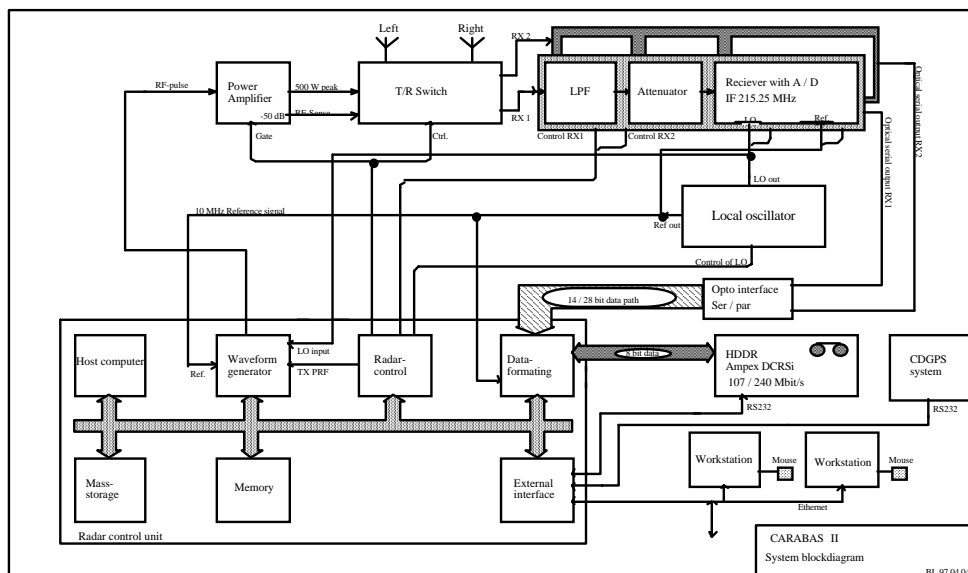 Left
Right
RX 2
RF-pulse
Power
Amplifier
-50 dB
500 W peak
RF Sense
T/R Switch
RX 1
LPF
Attenuator
Reciever with A / D
IF 215.25 MHz
LO
Ref.
Optical serial output RX2
Optical serial output RX1
Gate
Ctrl.
Control RX1
Control RX2
LO out
Local oscillator
10 MHz Reference signal
Ref out
Control of LO
Opto interface
Ser / par
14 / 28 bit data path
Host computer
Ref.
Waveform
generator
LO input
TX PRF
Radar-
control
Data-
formating
8 bit data
HDDR
Ampex DCRSi
107 / 240 Mbit/s
CDGPS
system
RS232
RS232
Mass-
storage
Memory
External
interface
Workstation
Mouse
Workstation
Mouse
Ethernet
Radar control unit
CARABAS II
System blockdiagram